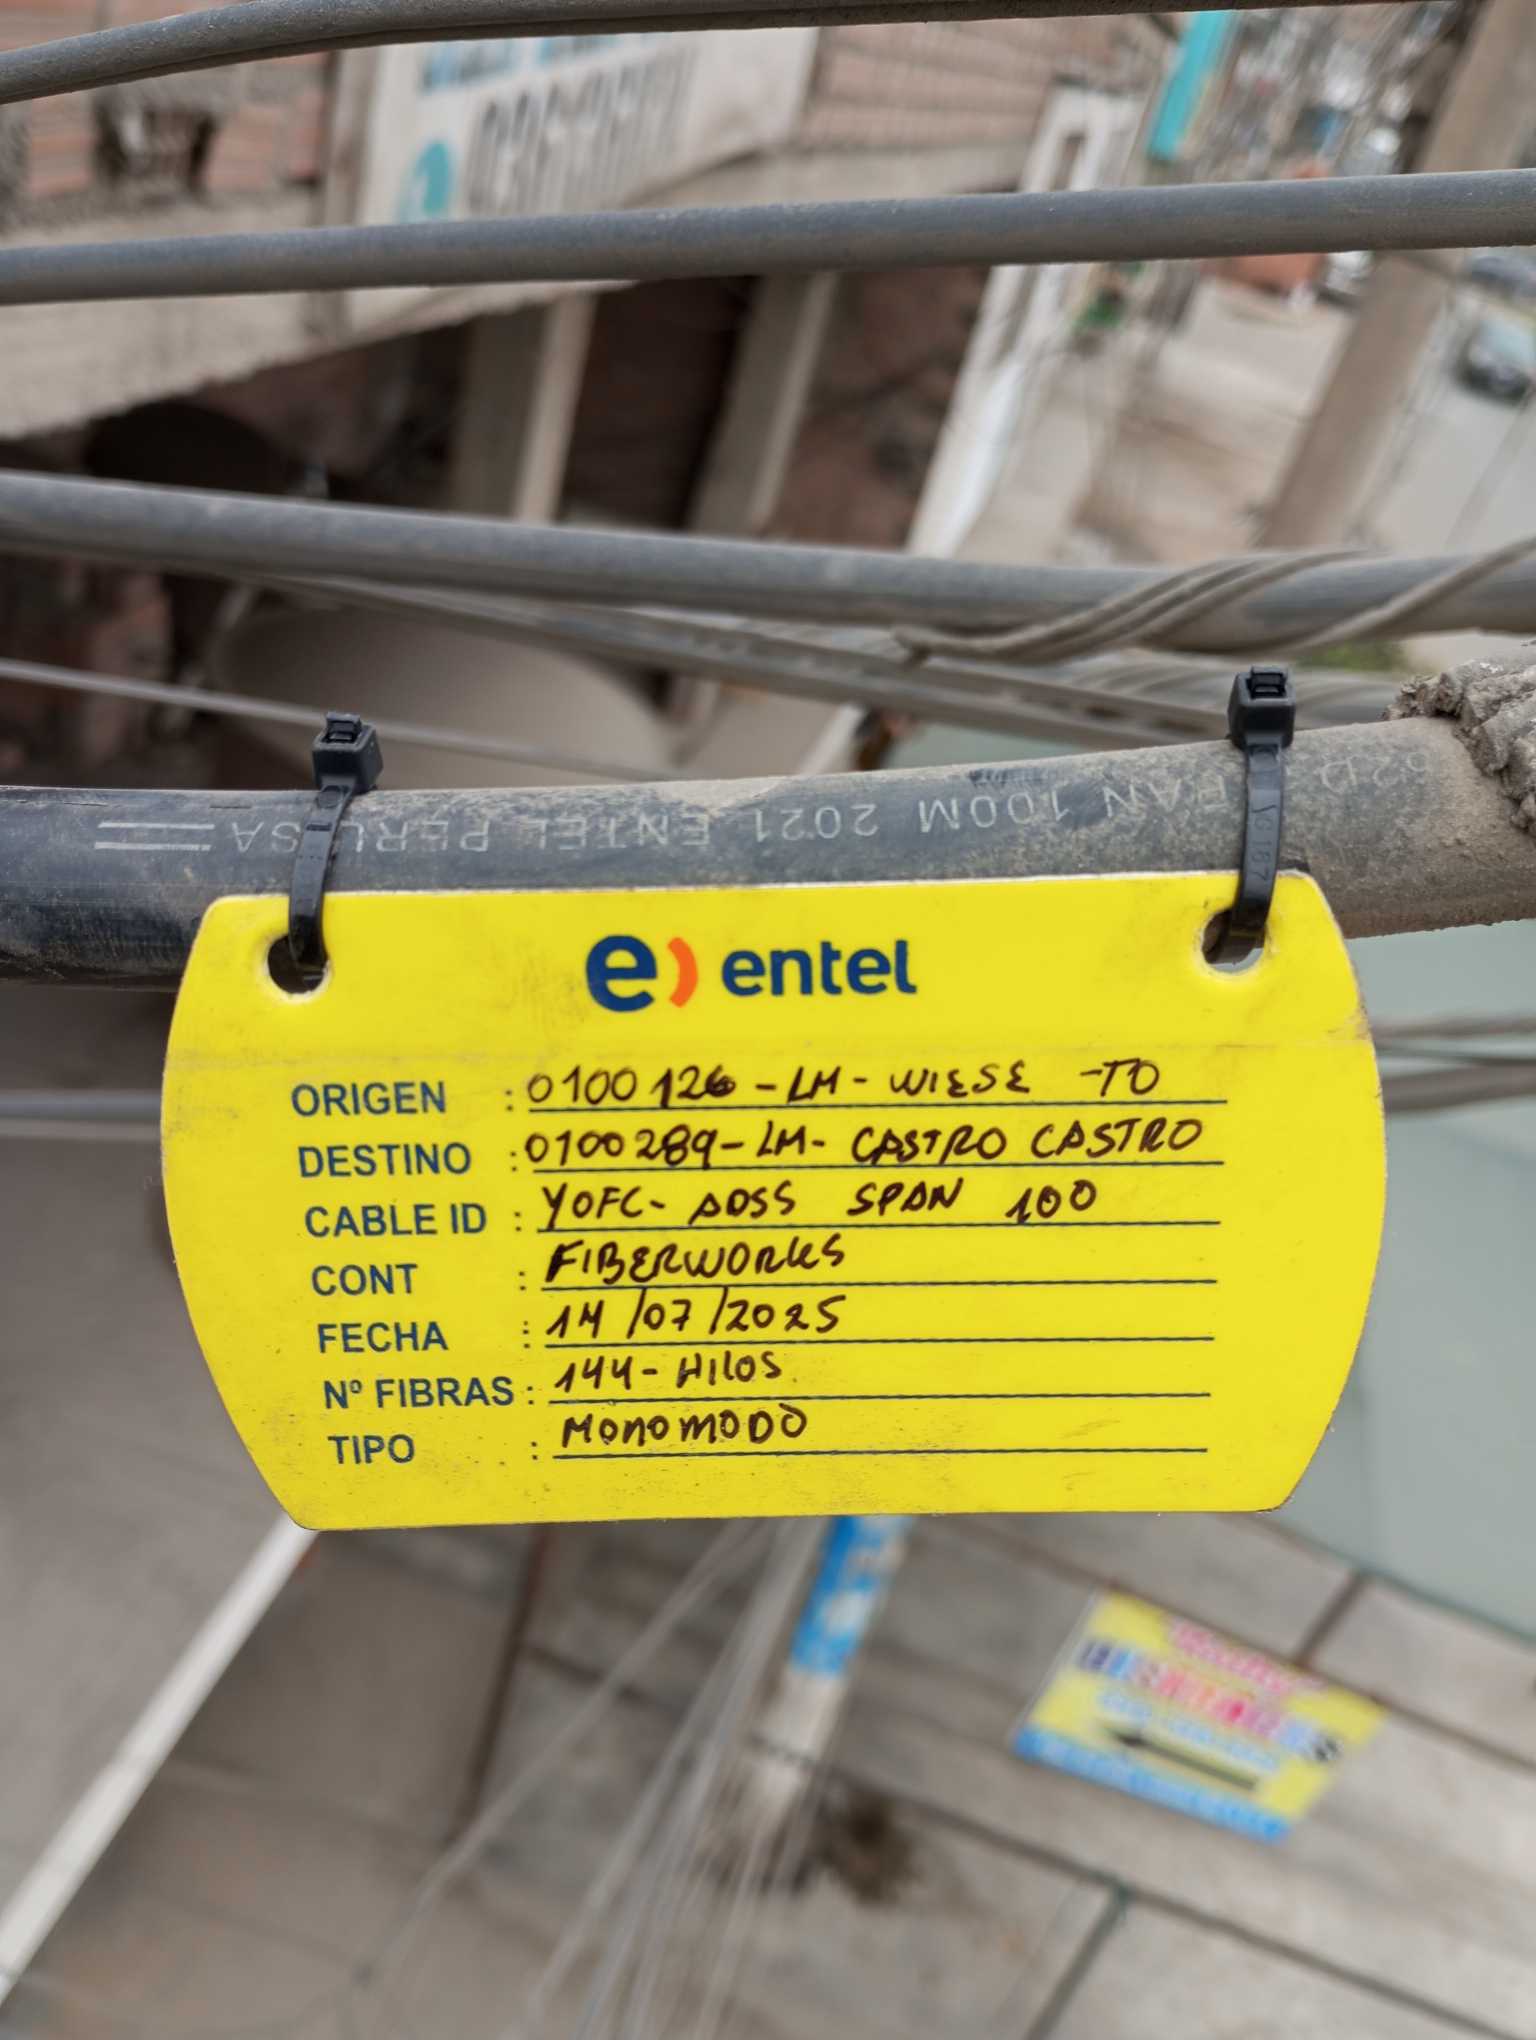 SPAN 100M 2021 ENTEL PERU SA
e) entel
ORIGEN : 0100126-LM-WIESE -TO
DESTINO : 0100289-LM-CASTRO CASTRO
CABLE ID : YOFC-ADSS SPAN 100
CONT : FIBERWORKS
FECHA : 14/07/2025
Nº FIBRAS : 144-HILOS
TIPO : MONOMODO